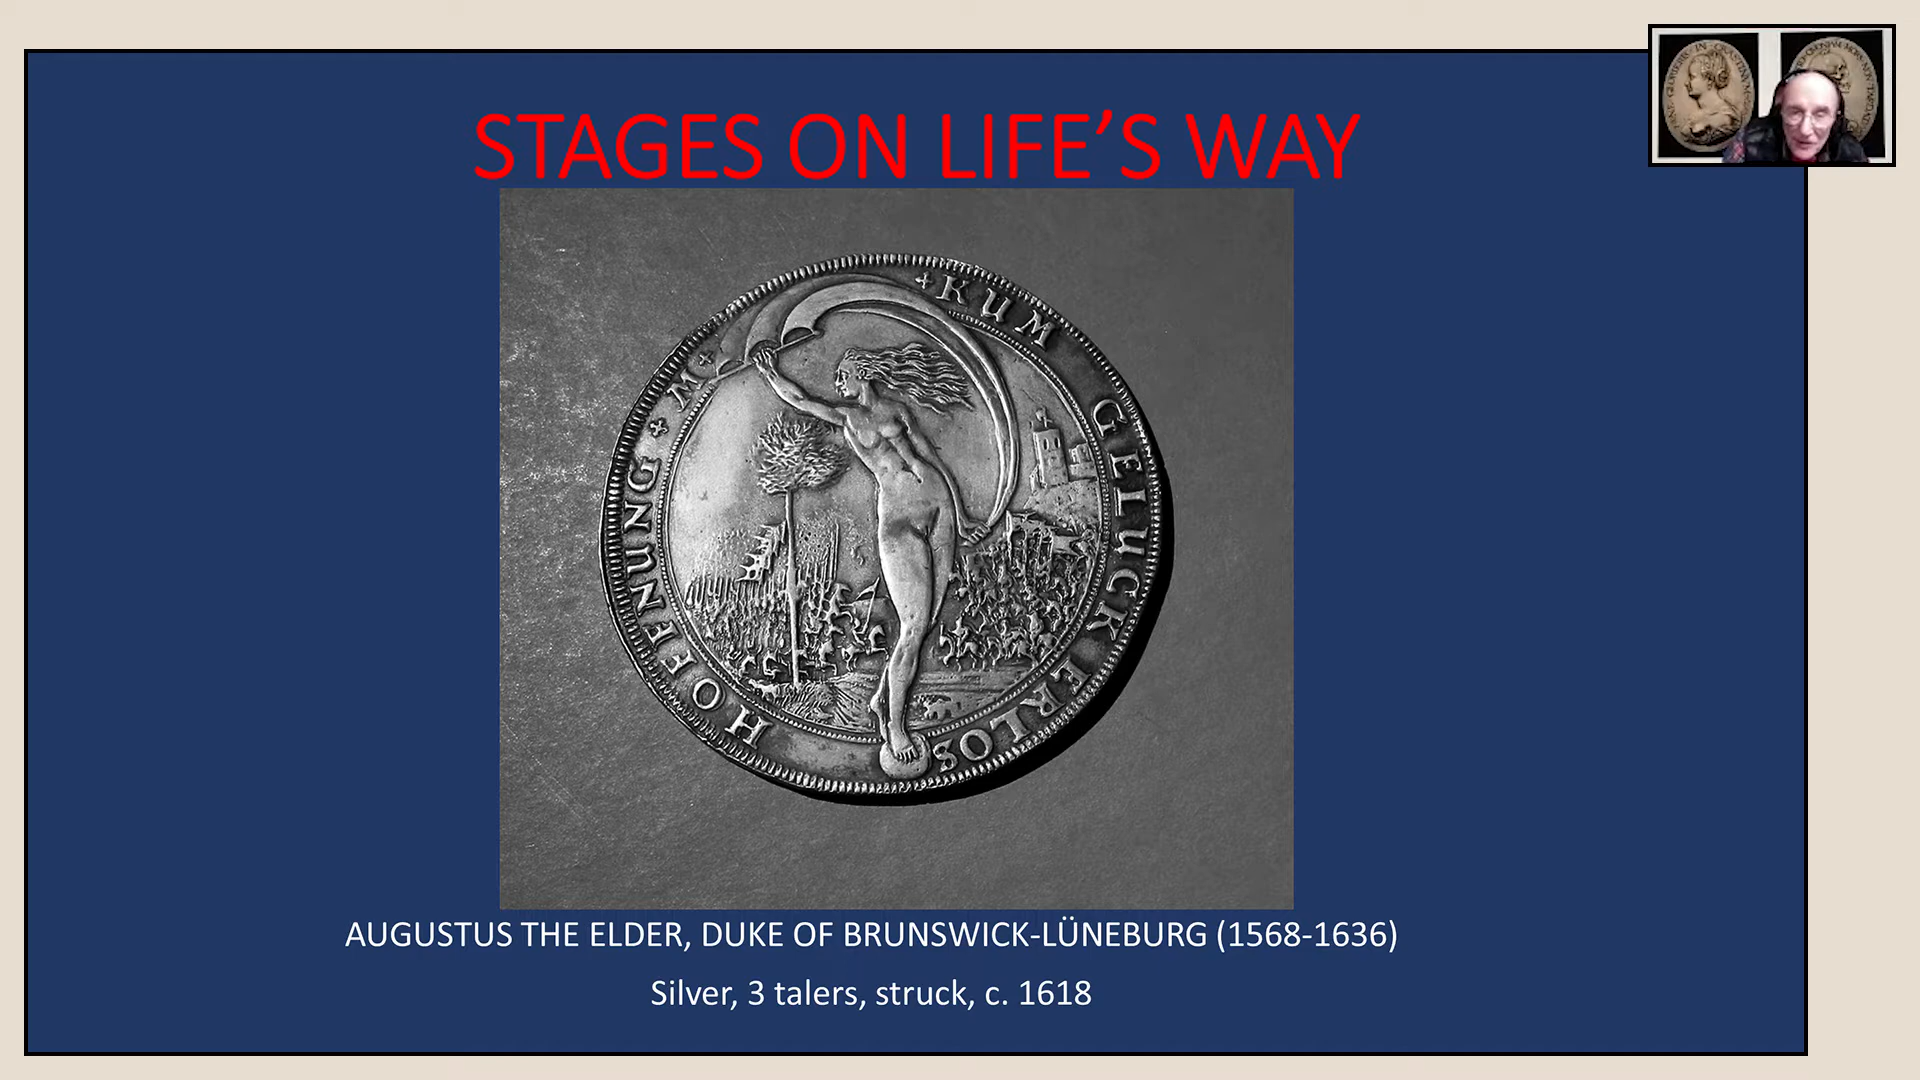 STAGES ON LIFE’S WAY
+ KUM GELUCK ERLOS HOFNUNG + M +
AUGUSTUS THE ELDER, DUKE OF BRUNSWICK-LÜNEBURG (1568-1636)
Silver, 3 talers, struck, c. 1618